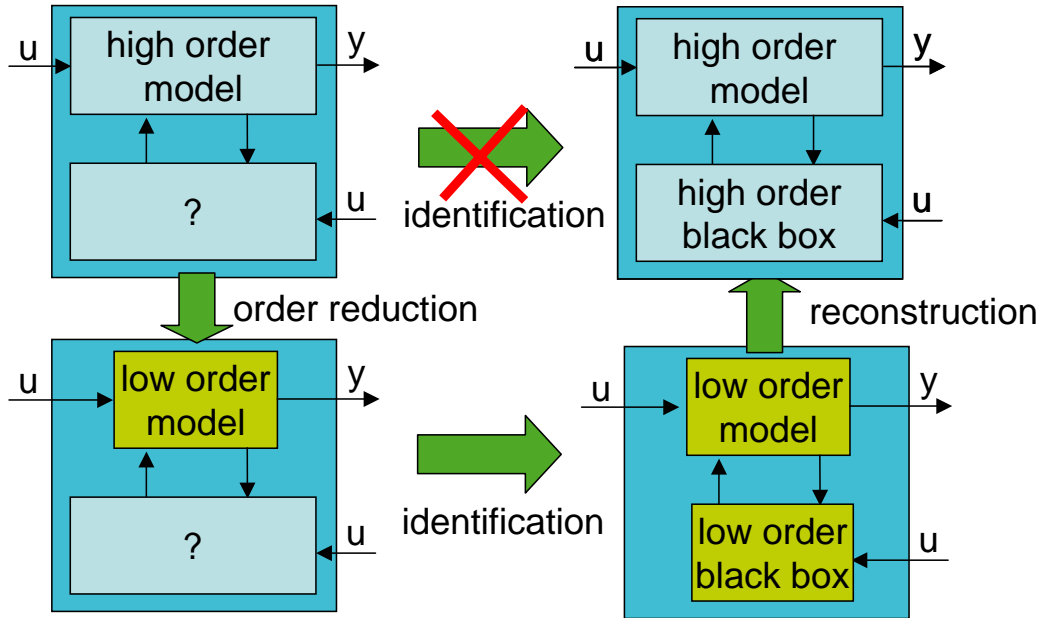 u
high order
model
y
?
u
identification
u
high order
model
y
high order
black box
u
order reduction
reconstruction
u
low order
model
y
?
u
identification
u
low order
model
y
low order
black box
u